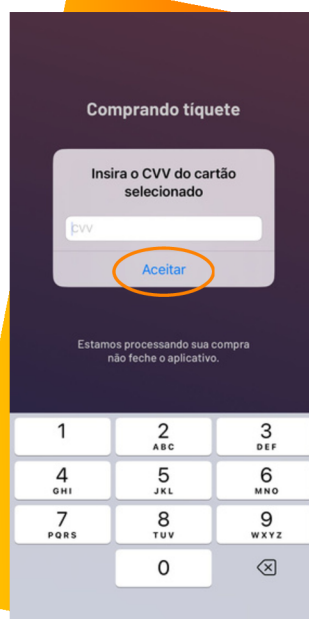 Comprando tíquete
Insira o CVV do cartão
selecionado
CVV
Aceitar
Estamos processando sua compra
não feche o aplicativo.
1
2
ABC
3
DEF
4
GHI
5
JKL
6
MNO
7
PQRS
8
TUV
9
WXYZ
0